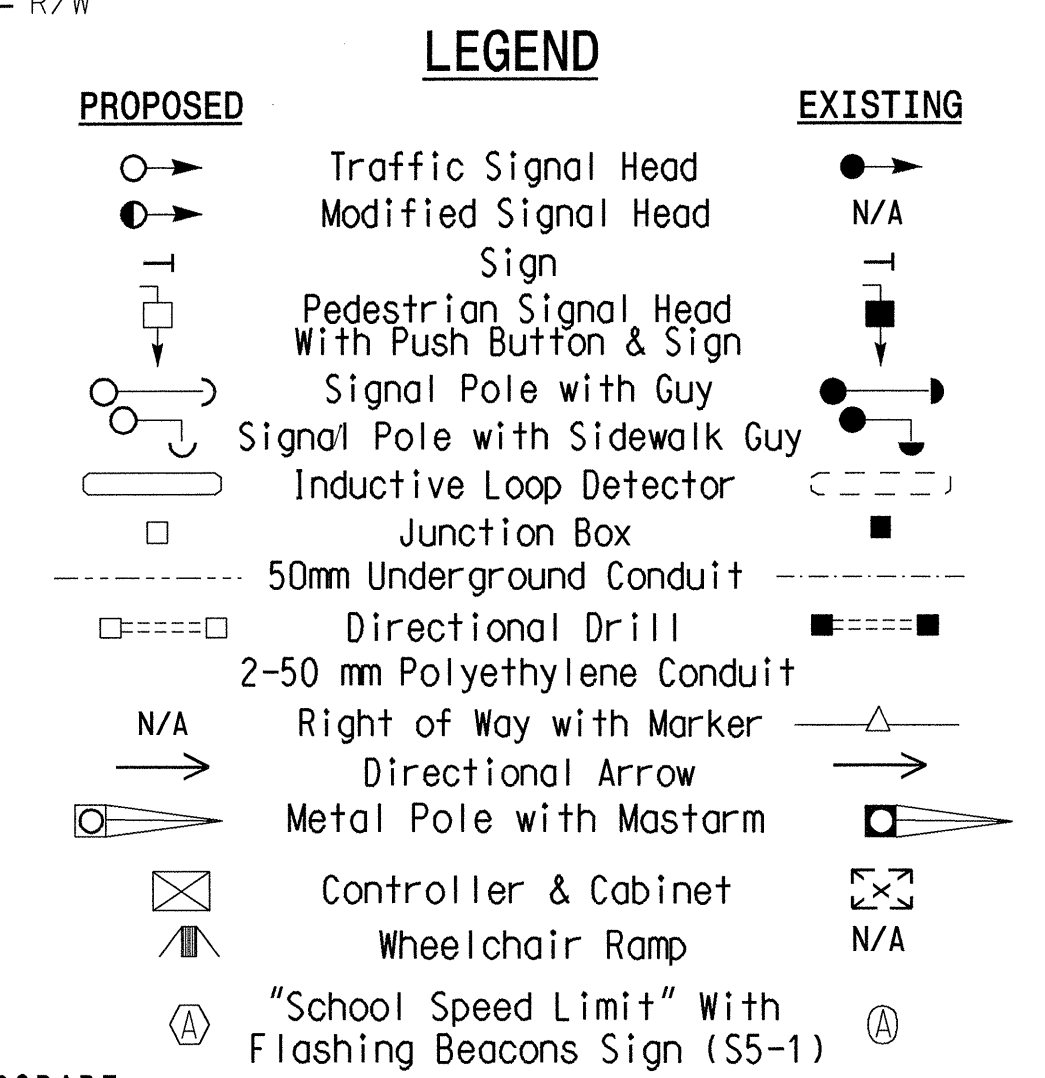 R/W
LEGEND
PROPOSED EXISTING
Traffic Signal Head
Modified Signal Head N/A
Sign
Pedestrian Signal Head
With Push Button & Sign
Signal Pole with Guy
Signal Pole with Sidewalk Guy
Inductive Loop Detector
Junction Box
50mm Underground Conduit
Directional Drill
2-50 mm Polyethylene Conduit
N/A Right of Way with Marker
Directional Arrow
Metal Pole with Mastarm
Controller & Cabinet
Wheelchair Ramp N/A
"School Speed Limit" With
A Flashing Beacons Sign (S5-1) A